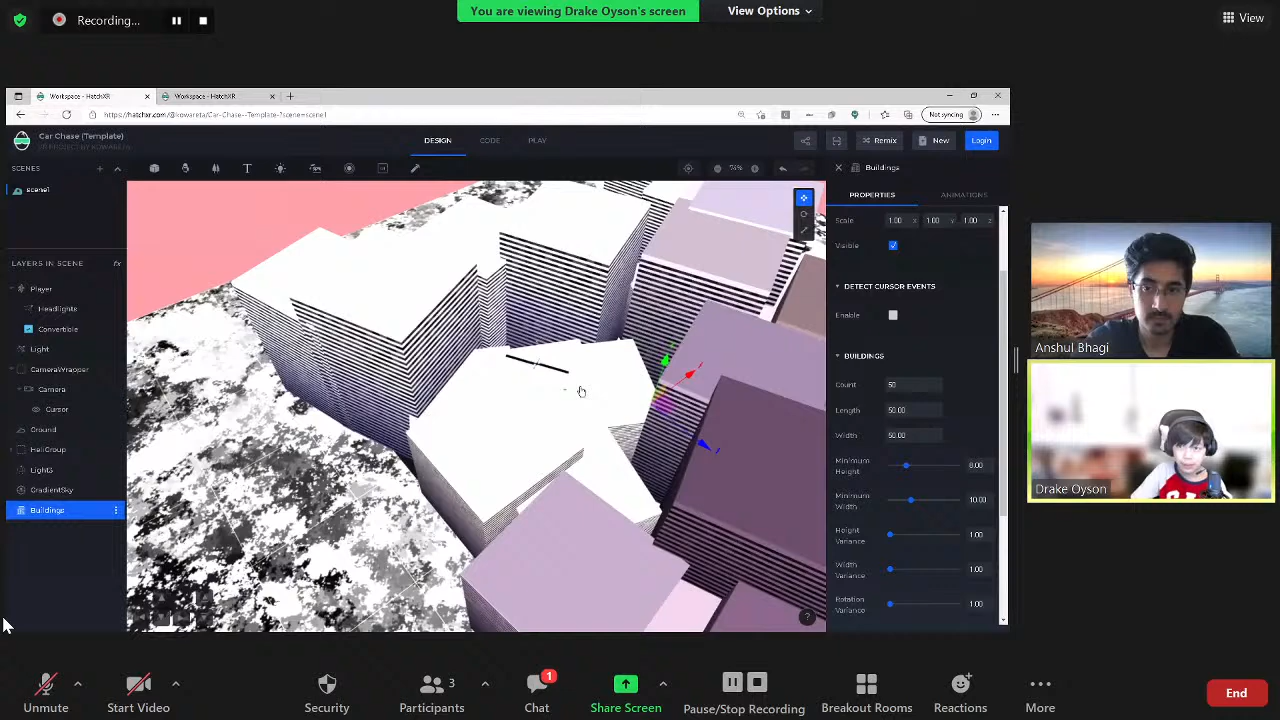 Recording...
You are viewing Drake Oyson's screen
View Options
View
Workspace - HatchXR
Workspace - HatchXR
https://hatchxr.com/@kowareta/Car-Chase--Template-?scene=scene1
Not syncing
Car Chase (Template)
DESIGN
CODE
PLAY
Remix
New
Login
SCENES
74%
Buildings
scene1
PROPERTIES
ANIMATIONS
Scale
1.00 x
1.00 y
1.00 z
Visible
LAYERS IN SCENE
fx
Player
Headlights
Convertible
Light
CameraWrapper
Camera
Cursor
Ground
HeliGroup
Light3
GradientSky
Buildings
DETECT CURSOR EVENTS
Enable
BUILDINGS
Count
50
Length
50.00
Width
50.00
Minimum
Height
8.00
Minimum
Width
10.00
Height
Variance
1.00
Width
Variance
1.00
Rotation
Variance
1.00
?
Anshul Bhagi
Drake Oyson
Unmute
Start Video
Security
3
Participants
1
Chat
Share Screen
Pause/Stop Recording
Breakout Rooms
Reactions
More
End